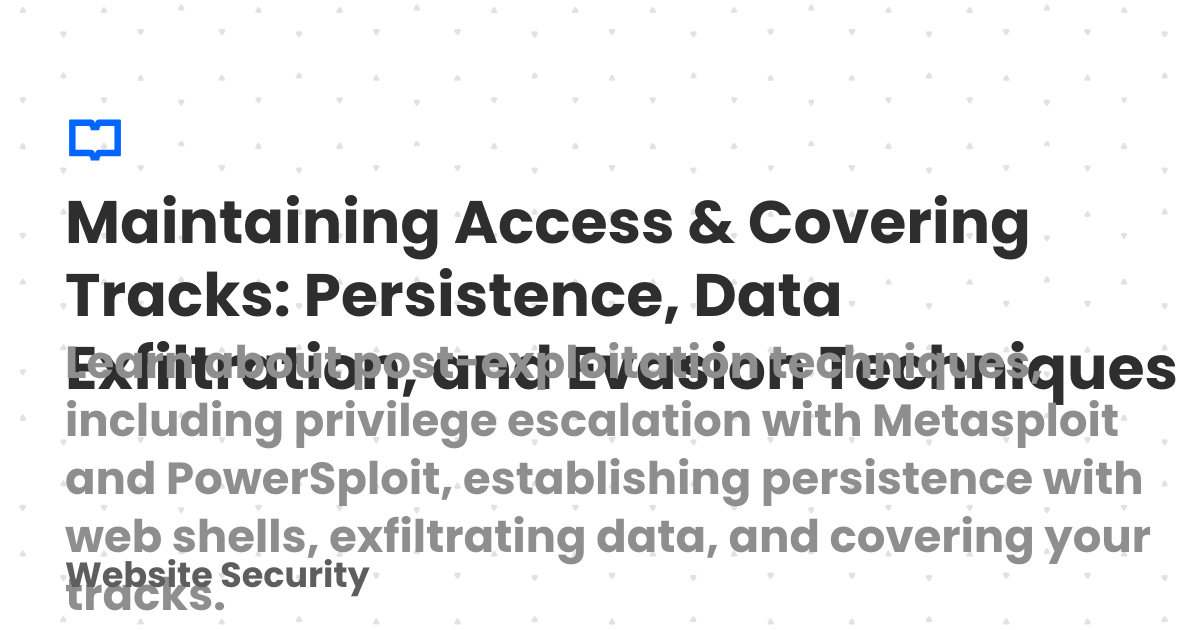 Maintaining Access & Covering
Tracks: Persistence, Data
Exfiltration, and Evasion Techniques
Learn about post-exploitation techniques,
including privilege escalation with Metasploit
and PowerSploit, establishing persistence with
web shells, exfiltrating data, and covering your
tracks.
Website Security